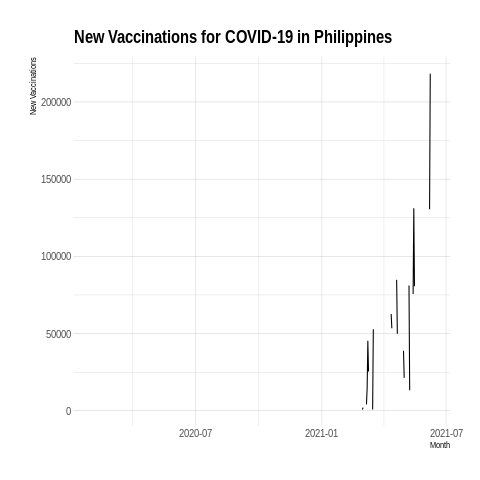 New Vaccinations for COVID-19 in Philippines
New Vaccinations
200000
150000
100000
50000
0
2020-07
2021-01
2021-07
Month